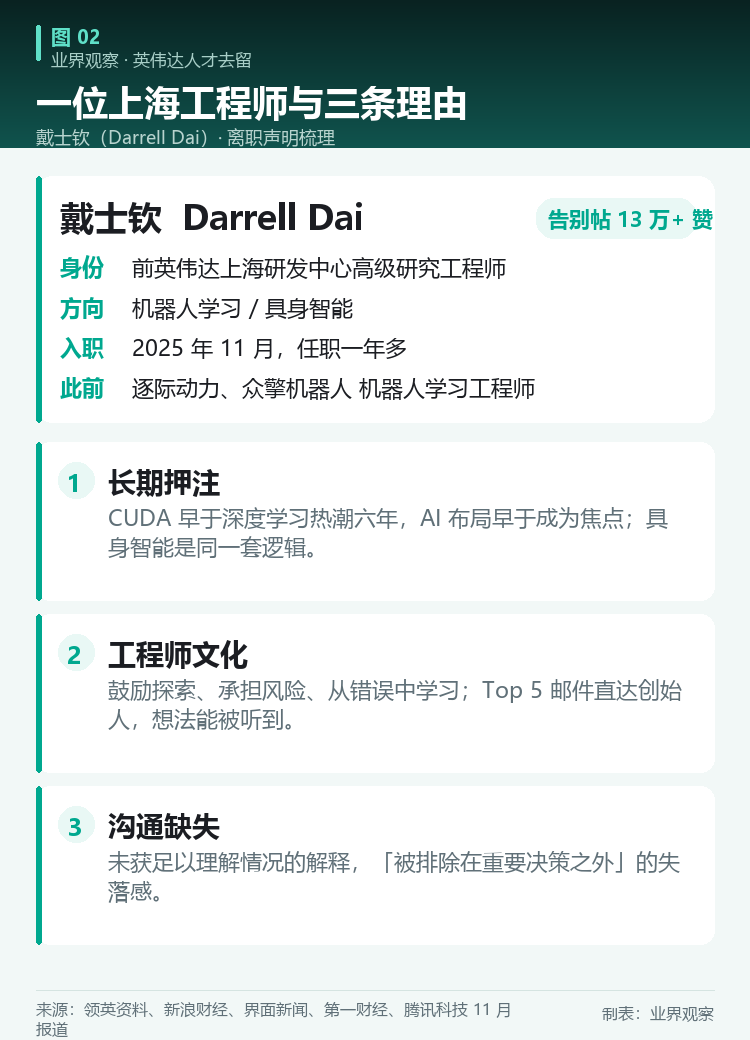 图 02
业界观察 · 英伟达人才去留
一位上海工程师与三条理由
戴士钦（Darrell Dai）· 离职声明梳理
戴士钦 Darrell Dai
告别帖 13 万+ 赞
身份 前英伟达上海研发中心高级研究工程师
方向 机器人学习 / 具身智能
入职 2025 年 11 月，任职一年多
此前 逐际动力、众擎机器人 机器人学习工程师
1 长期押注
CUDA 早于深度学习热潮六年，AI 布局早于成为焦点；具
身智能是同一套逻辑。
2 工程师文化
鼓励探索、承担风险、从错误中学习；Top 5 邮件直达创始
人，想法能被听到。
3 沟通缺失
未获足以理解情况的解释，「被排除在重要决策之外」的失
落感。
来源：领英资料、新浪财经、界面新闻、第一财经、腾讯科技 11 月
报道
制表：业界观察